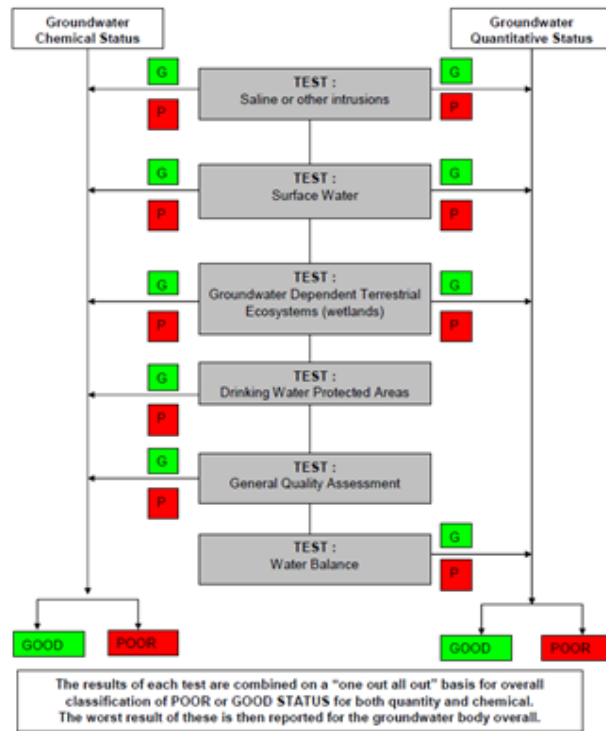 Groundwater
Chemical Status
Groundwater
Quantitative Status
G
P
TEST :
Saline or other intrusions
G
P
G
P
TEST :
Surface Water
G
P
G
P
TEST :
Groundwater Dependent Terrestrial
Ecosystems (wetlands)
G
P
G
P
TEST :
Drinking Water Protected Areas
G
P
TEST :
General Quality Assessment
TEST :
Water Balance
G
P
GOOD
POOR
GOOD
POOR
The results of each test are combined on a “one out all out” basis for overall
classification of POOR or GOOD STATUS for both quantity and chemical.
The worst result of these is then reported for the groundwater body overall.